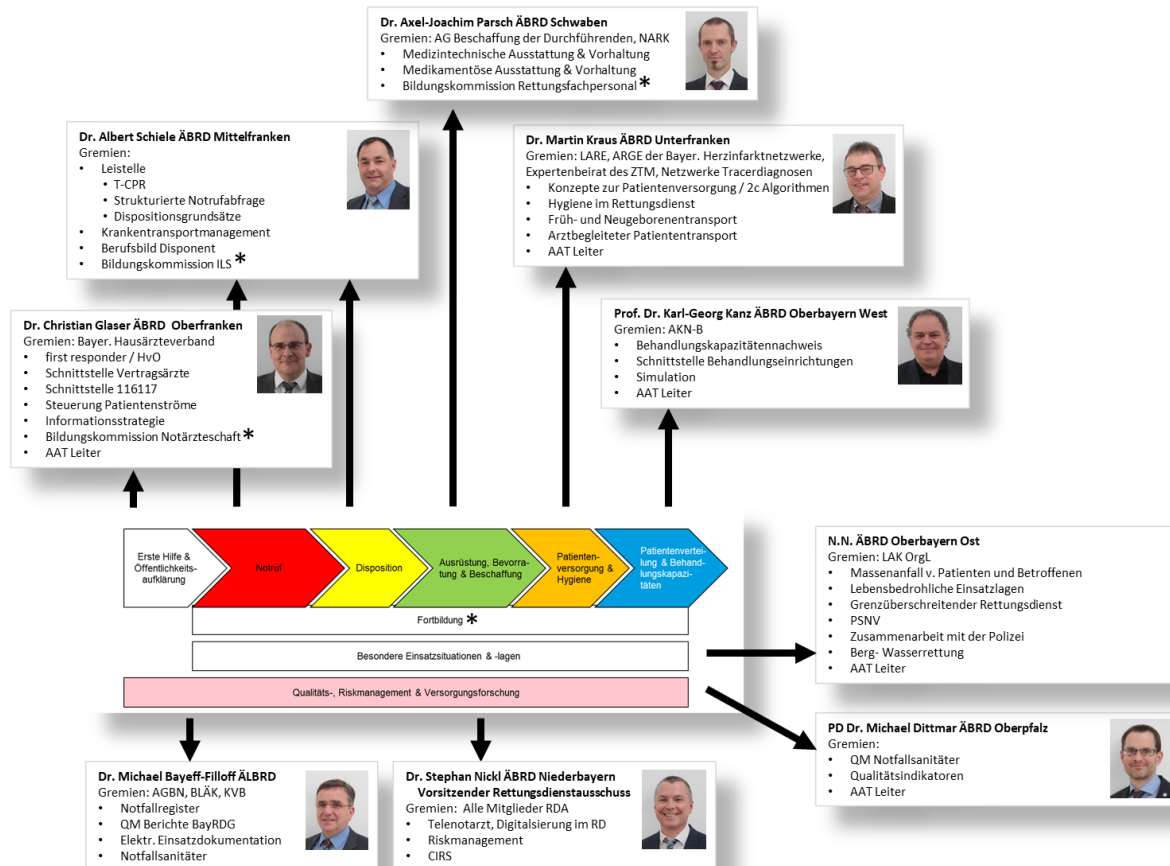 Dr. Axel-Joachim Parsch ÄBRD Schwaben
Gremien: AG Beschaffung der Durchführenden, NARK
• Medizintechnische Ausstattung & Vorhaltung
• Medikamentöse Ausstattung & Vorhaltung
• Bildungskommission Rettungsfachpersonal *
Dr. Albert Schiele ÄBRD Mittelfranken
Gremien:
• Leistelle
• T-CPR
• Strukturierte Notrufabfrage
• Dispositionsgrundsätze
• Krankentransportmanagement
• Berufsbild Disponent
• Bildungskommission ILS *
Dr. Martin Kraus ÄBRD Unterfranken
Gremien: LARE, ARGE der Bayer. Herzinfarktnetzwerke,
Expertenbeirat des ZTM, Netzwerke Tracerdiagnosen
• Konzepte zur Patientenversorgung / 2c Algorithmen
• Hygiene im Rettungsdienst
• Früh- und Neugeborenentransport
• Arztbegleiteter Patiententransport
• AAT Leiter
Dr. Christian Glaser ÄBRD Oberfranken
Gremien: Bayer. Hausärzteverband
• first responder / HvO
• Schnittstelle Vertragsärzte
• Schnittstelle 116117
• Steuerung Patientenströme
• Informationsstrategie
• Bildungskommission Notärzteschaft *
• AAT Leiter
Prof. Dr. Karl-Georg Kanz ÄBRD Oberbayern West
Gremien: AKN-B
• Behandlungskapazitätennachweis
• Schnittstelle Behandlungseinrichtungen
• Simulation
• AAT Leiter
Erste Hilfe &
Öffentlichkeits-
aufklärung
Notruf
Disposition
Ausrüstung, Bevorra-
tung & Beschaffung
Patienten-
versorgung &
Hygiene
Patientenvertei-
lung & Behand-
lungskapazi-
täten
Fortbildung *
Besondere Einsatzsituationen & -lagen
Qualitäts-, Riskmanagement & Versorgungsforschung
N.N. ÄBRD Oberbayern Ost
Gremien: LAK OrgL
• Massenanfall v. Patienten und Betroffenen
• Lebensbedrohliche Einsatzlagen
• Grenzüberschreitender Rettungsdienst
• PSNV
• Zusammenarbeit mit der Polizei
• Berg- Wasserrettung
• AAT Leiter
PD Dr. Michael Dittmar ÄBRD Oberpfalz
Gremien:
• QM Notfallsanitäter
• Qualitätsindikatoren
• AAT Leiter
Dr. Michael Bayeff-Filloff ÄLBRD
Gremien: AGBN, BLÄK, KVB
• Notfallregister
• QM Berichte BayRDG
• Elektr. Einsatzdokumentation
• Notfallsanitäter
Dr. Stephan Nickl ÄBRD Niederbayern
Vorsitzender Rettungsdienstausschuss
Gremien: Alle Mitglieder RDA
• Telenotarzt, Digitalsierung im RD
• Riskmanagement
• CIRS